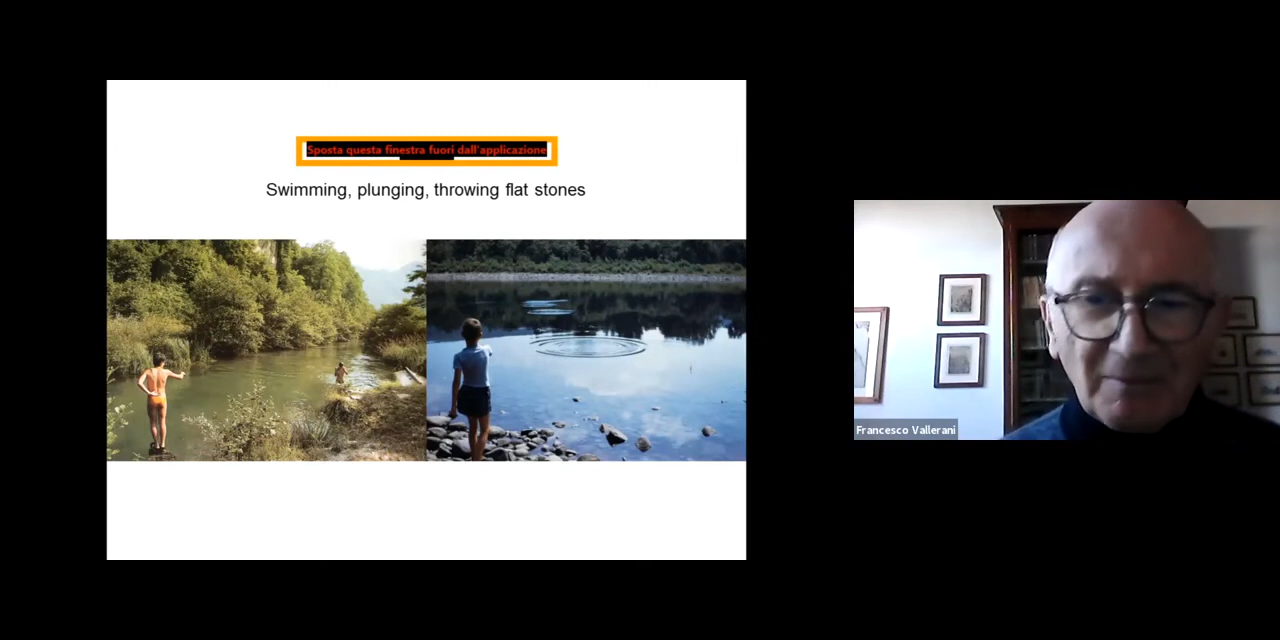 Sposta questa finestra fuori dall'applicazione
Swimming, plunging, throwing flat stones
Francesco Vallerani